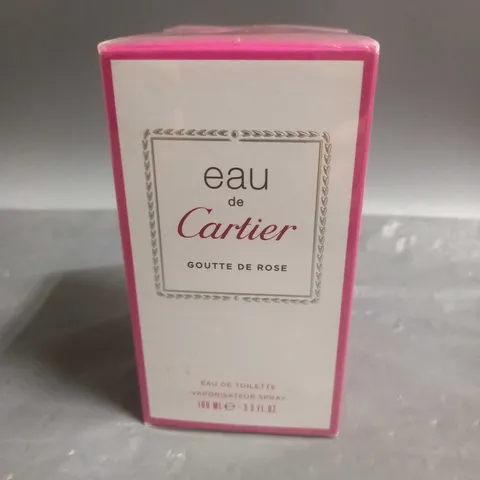 eau
de
Cartier
GOUTTE DE ROSE
EAU DE TOILETTE
VAPORISATEUR SPRAY
100 ML ℮ - 3.3 FL.OZ